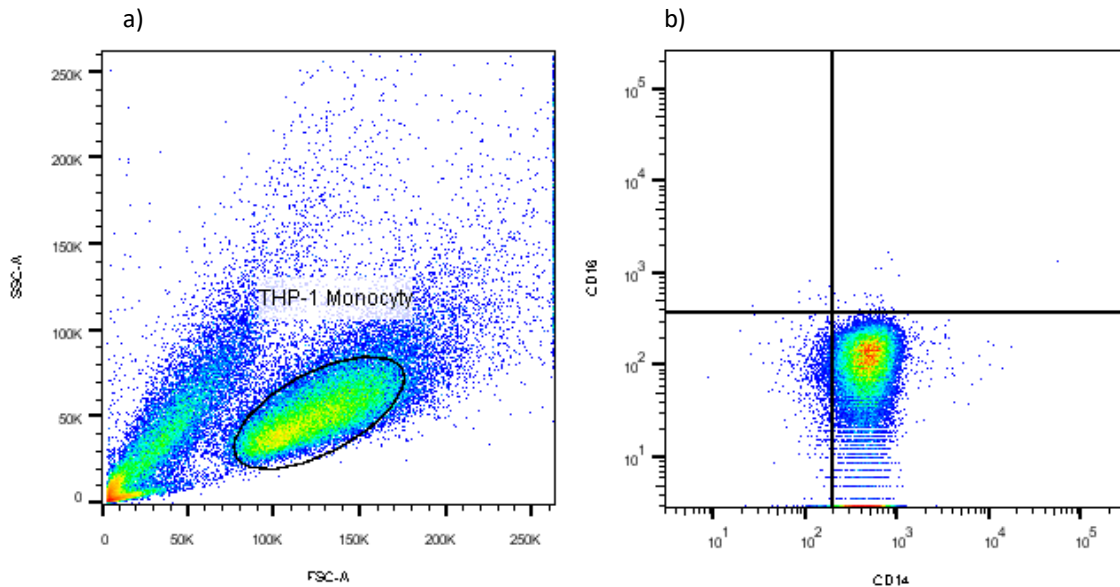 a)
b)
250K
200K
150K
100K
50K
0
SSC-A
THP-1 Monocyty
0
50K
100K
150K
200K
250K
FSC-A
10^5
10^4
10^3
10^2
10^1
CD16
10^1
10^2
10^3
10^4
10^5
CD14